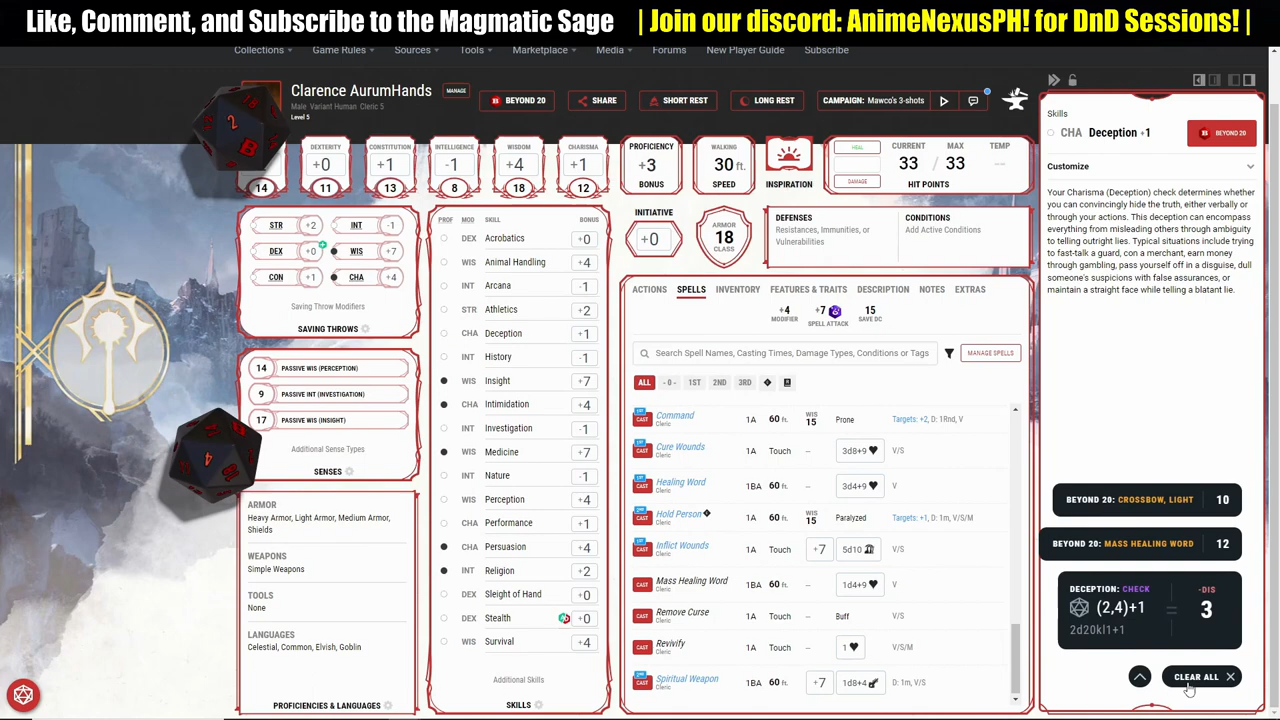 Like, Comment, and Subscribe to the Magmatic Sage | Join our discord: AnimeNexusPH! for DnD Sessions! |
Collections Game Rules Sources Tools Marketplace Media Forums New Player Guide Subscribe
Clarence AurumHands MANAGE
Male Variant Human Cleric 5
Level 5
BEYOND 20 SHARE SHORT REST LONG REST CAMPAIGN: Mawco's 3-shots
DEXTERITY CONSTITUTION INTELLIGENCE WISDOM CHARISMA
+0 +1 -1 +4 +1
14 11 13 8 18 12
PROFICIENCY
+3
BONUS
WALKING
30 ft.
SPEED
INSPIRATION
HEAL
DAMAGE
CURRENT MAX TEMP
33 / 33 --
HIT POINTS
STR +2 INT -1
DEX +0 WIS +7
CON +1 CHA +4
Saving Throw Modifiers
SAVING THROWS
14 PASSIVE WIS (PERCEPTION)
9 PASSIVE INT (INVESTIGATION)
17 PASSIVE WIS (INSIGHT)
Additional Sense Types
SENSES
ARMOR
Heavy Armor, Light Armor, Medium Armor,
Shields
WEAPONS
Simple Weapons
TOOLS
None
LANGUAGES
Celestial, Common, Elvish, Goblin
PROFICIENCIES & LANGUAGES
PROF MOD SKILL BONUS
DEX Acrobatics +0
WIS Animal Handling +4
INT Arcana -1
STR Athletics +2
CHA Deception +1
INT History -1
WIS Insight +7
CHA Intimidation +4
INT Investigation -1
WIS Medicine +7
INT Nature -1
WIS Perception +4
CHA Performance +1
CHA Persuasion +4
INT Religion +2
DEX Sleight of Hand +0
DEX Stealth +0
WIS Survival +4
Additional Skills
SKILLS
INITIATIVE
+0
ARMOR
18
CLASS
DEFENSES
Resistances, Immunities, or
Vulnerabilities
CONDITIONS
Add Active Conditions
ACTIONS SPELLS INVENTORY FEATURES & TRAITS DESCRIPTION NOTES EXTRAS
+4 +7 15
MODIFIER SPELL ATTACK SAVE DC
Search Spell Names, Casting Times, Damage Types, Conditions or Tags MANAGE SPELLS
ALL - 0 - 1ST 2ND 3RD
1ST CAST Command 1A 60 ft. WIS 15 Prone Targets: +2, D: 1Rnd, V
Cleric
CAST Cure Wounds 1A Touch -- 3d8+9 V/S
Cleric
CAST Healing Word 1BA 60 ft. 3d4+9 V
Cleric
CAST Hold Person 1A 60 ft. WIS 15 Paralyzed Targets: +1, D: 1m, V/S/M
Cleric
CAST Inflict Wounds 1A Touch +7 5d10 V/S
Cleric
CAST Mass Healing Word 1BA 60 ft. -- 1d4+9 V
Cleric
CAST Remove Curse 1A Touch -- Buff V/S
Cleric
CAST Revivify 1A Touch -- 1 V/S/M
Cleric
CAST Spiritual Weapon 1BA 60 ft. +7 1d8+4 D: 1m, V/S
Cleric
Skills
CHA Deception +1 BEYOND 20
Customize
Your Charisma (Deception) check determines whether
you can convincingly hide the truth, either verbally or
through your actions. This deception can encompass
everything from misleading others through ambiguity
to telling outright lies. Typical situations include trying
to fast-talk a guard, con a merchant, earn money
through gambling, pass yourself off in a disguise, dull
someone's suspicions with false assurances, or
maintain a straight face while telling a blatant lie.
BEYOND 20: CROSSBOW, LIGHT 10
BEYOND 20: MASS HEALING WORD 12
DECEPTION: CHECK -DIS
(2,4)+1 = 3
2d20kl1+1
CLEAR ALL